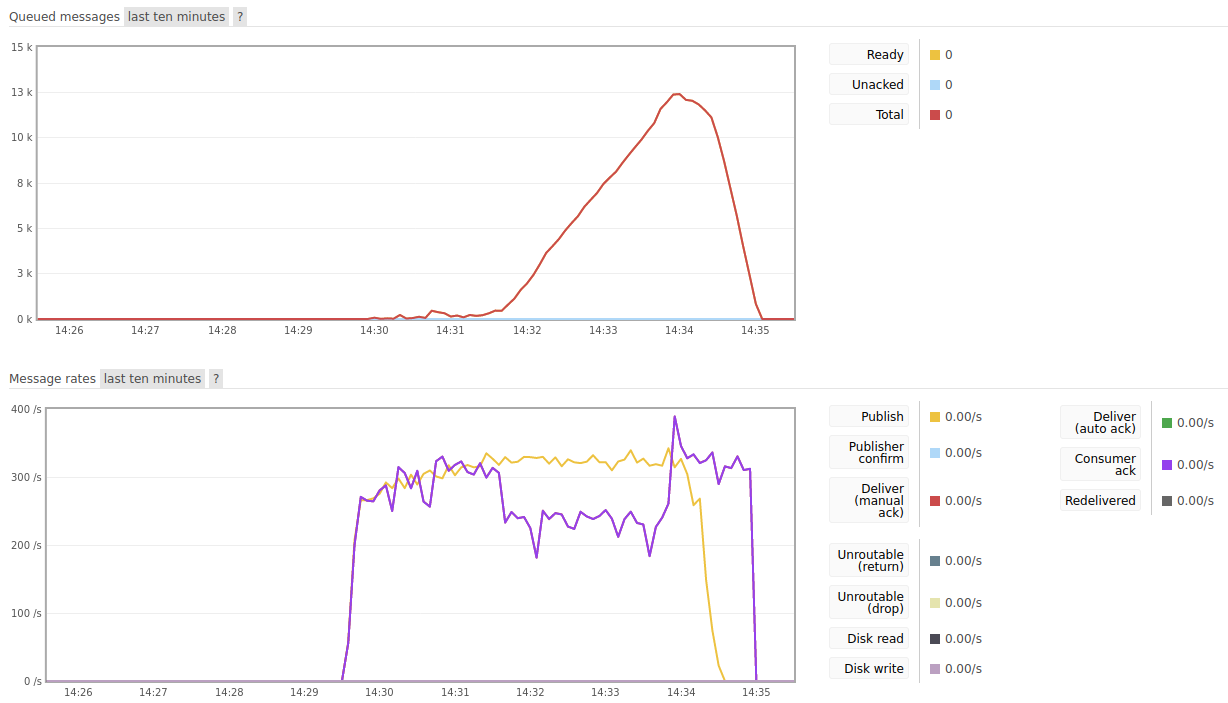 Queued messages last ten minutes ?
15 k
13 k
10 k
8 k
5 k
3 k
0 k
14:26 14:27 14:28 14:29 14:30 14:31 14:32 14:33 14:34 14:35
Ready 0
Unacked 0
Total 0
Message rates last ten minutes ?
400 /s
300 /s
200 /s
100 /s
0 /s
14:26 14:27 14:28 14:29 14:30 14:31 14:32 14:33 14:34 14:35
Publish 0.00/s
Publisher
confirm 0.00/s
Deliver
(manual
ack) 0.00/s
Deliver
(auto ack) 0.00/s
Consumer
ack 0.00/s
Redelivered 0.00/s
Unroutable
(return) 0.00/s
Unroutable
(drop) 0.00/s
Disk read 0.00/s
Disk write 0.00/s